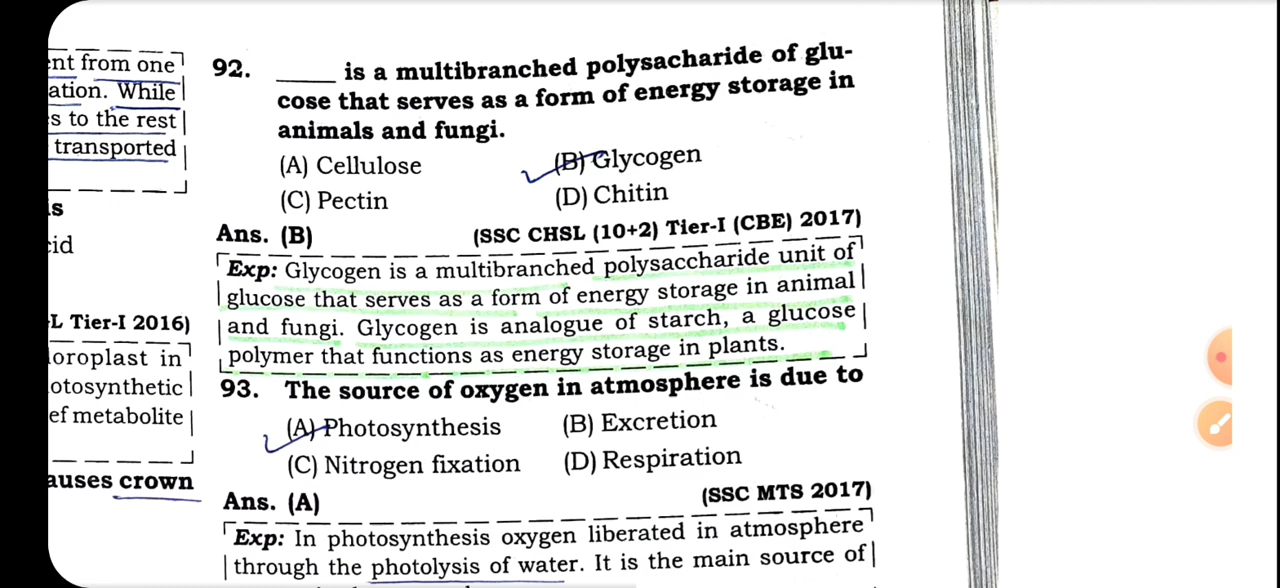 ent from one
ation. While
s to the rest
transported
s
cid
L Tier-I 2016)
oroplast in
otosynthetic
ef metabolite
auses crown
92. _____ is a multibranched polysacharide of glu-
cose that serves as a form of energy storage in
animals and fungi.
(A) Cellulose (B) Glycogen
(C) Pectin (D) Chitin
Ans. (B) (SSC CHSL (10+2) Tier-I (CBE) 2017)
Exp: Glycogen is a multibranched polysaccharide unit of
glucose that serves as a form of energy storage in animal
and fungi. Glycogen is analogue of starch, a glucose
polymer that functions as energy storage in plants.
93. The source of oxygen in atmosphere is due to
(A) Photosynthesis (B) Excretion
(C) Nitrogen fixation (D) Respiration
Ans. (A) (SSC MTS 2017)
Exp: In photosynthesis oxygen liberated in atmosphere
through the photolysis of water. It is the main source of